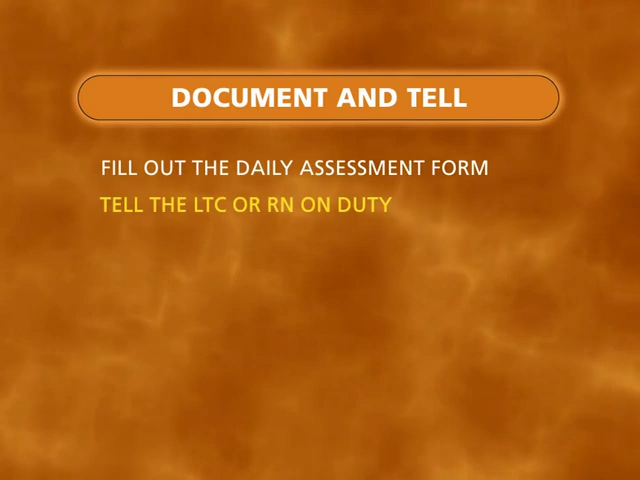 DOCUMENT AND TELL
FILL OUT THE DAILY ASSESSMENT FORM
TELL THE LTC OR RN ON DUTY